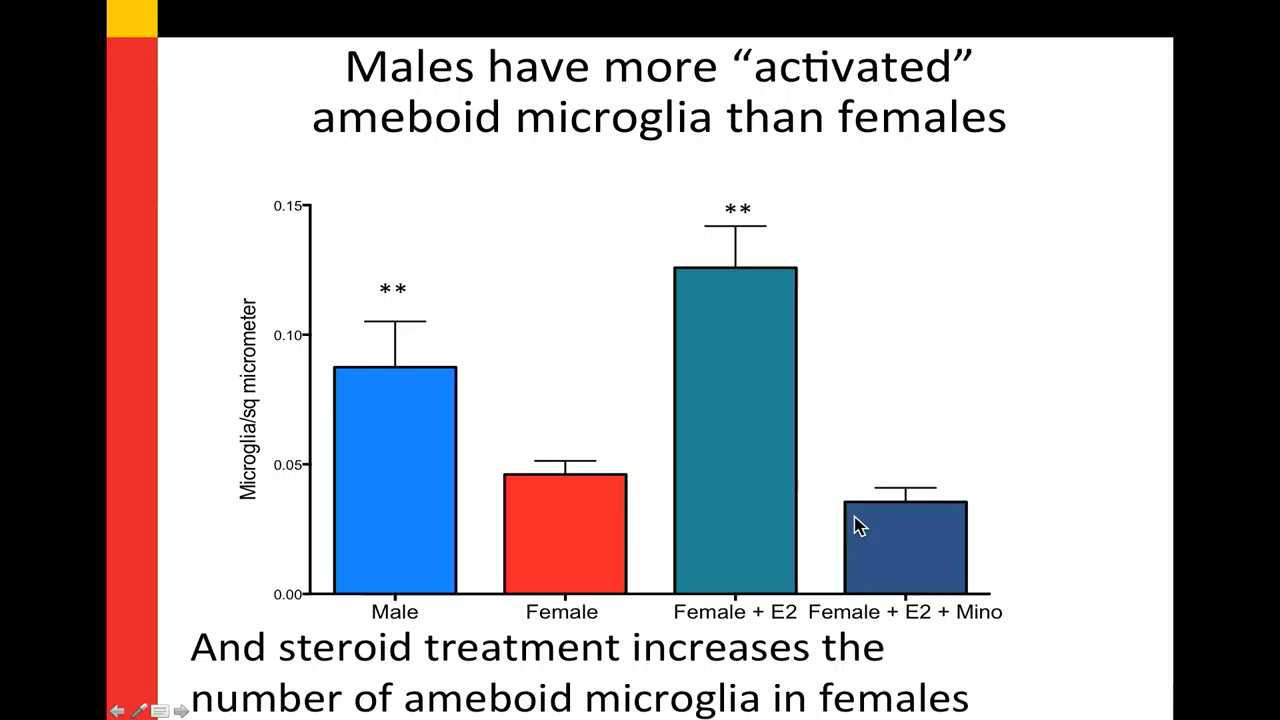 Males have more “activated”
ameboid microglia than females
**
**
0.15
0.10
0.05
0.00
Microglia/sq micrometer
Male
Female
Female + E2
Female + E2 + Mino
And steroid treatment increases the
number of ameboid microglia in females